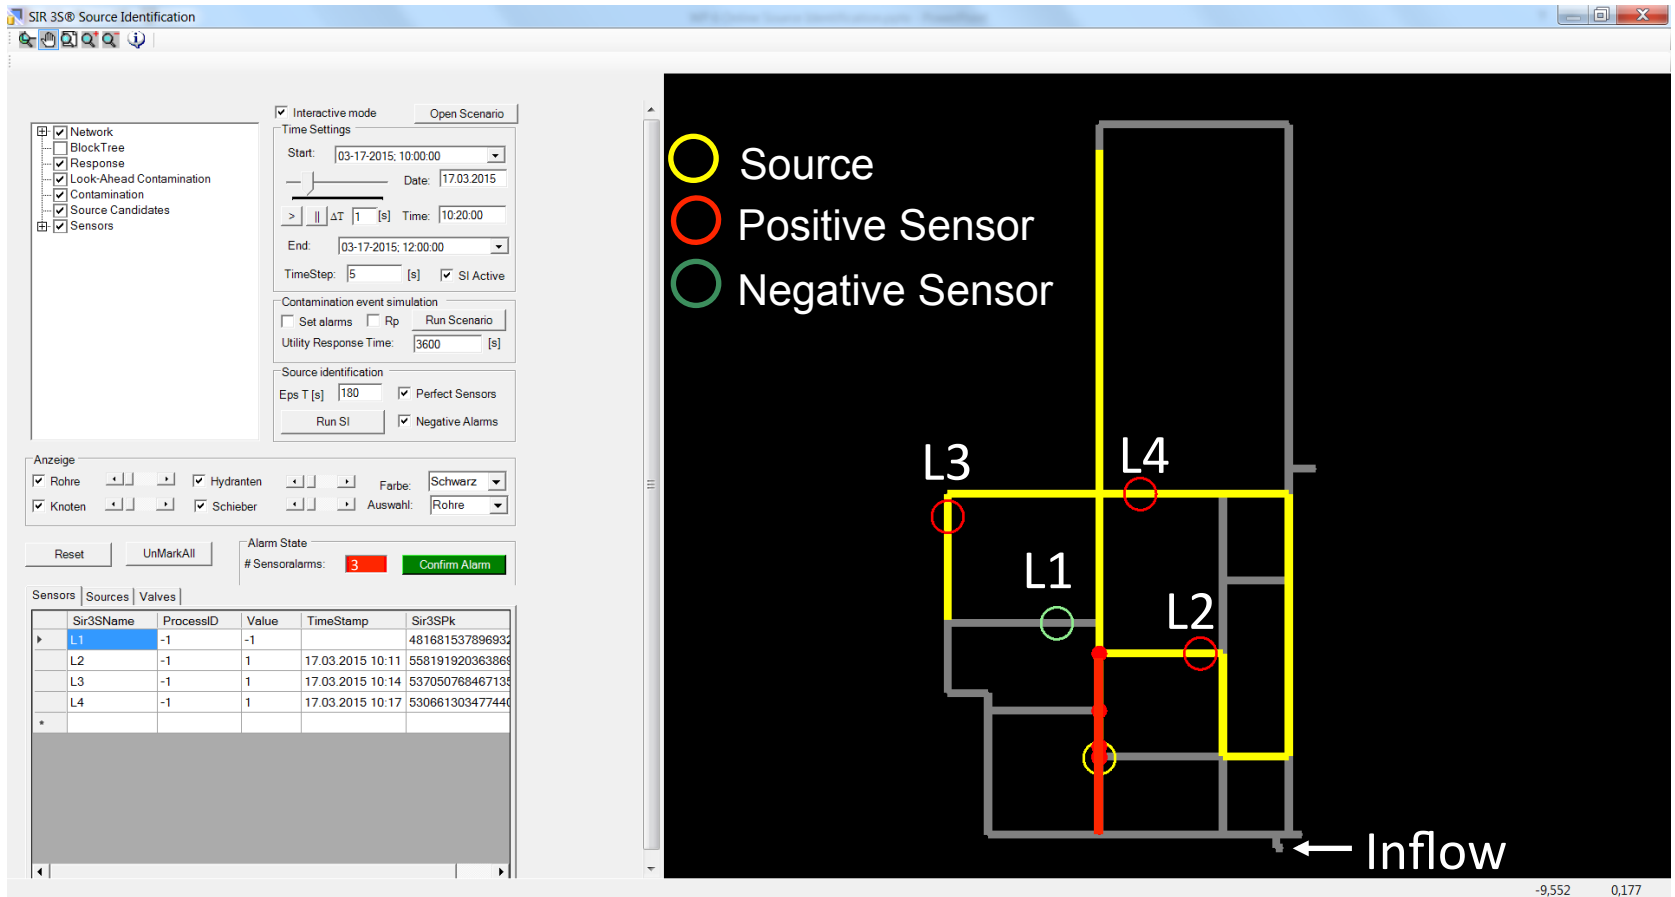 SIR 3S® Source Identification
Interactive mode
Open Scenario
Network
BlockTree
Response
Look-Ahead Contamination
Contamination
Source Candidates
Sensors
Time Settings
Start: 03-17-2015; 10:00:00
Date: 17.03.2015
> || ΔT 1 [s] Time: 10:20:00
End: 03-17-2015; 12:00:00
TimeStep: 5 [s] SI Active
Contamination event simulation
Set alarms Rp Run Scenario
Utility Response Time: 3600 [s]
Source identification
Eps T [s] 180 Perfect Sensors
Run SI Negative Alarms
Anzeige
Rohre Hydranten Farbe: Schwarz
Knoten Schieber Auswahl: Rohre
Reset UnMarkAll
Alarm State
# Sensoralarms: 3 Confirm Alarm
Sensors Sources Valves
Sir3SName ProcessID Value TimeStamp Sir3SPk
L1 -1 -1 481681537896932
L2 -1 1 17.03.2015 10:11 558191920363869
L3 -1 1 17.03.2015 10:14 537050768467135
L4 -1 1 17.03.2015 10:17 530661303477440
*
Source
Positive Sensor
Negative Sensor
L3
L4
L1
L2
Inflow
-9,552 0,177